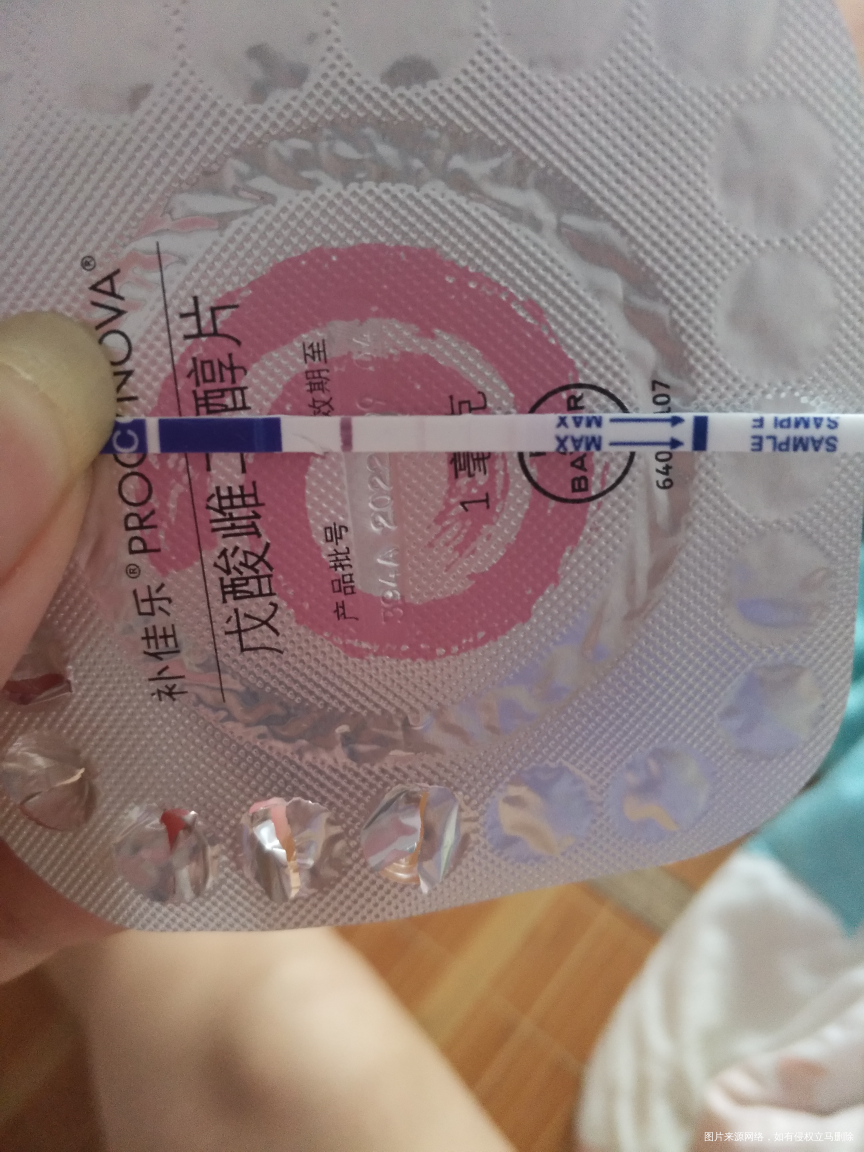 补佳乐® PROGYNOVA®
戊酸雌二醇片
产品批号
效期至
394A 2022
1毫克
BAYER
C
MAX
MAX
SAMPLE
SAMPLE
图片来源网络，如有侵权立马删除